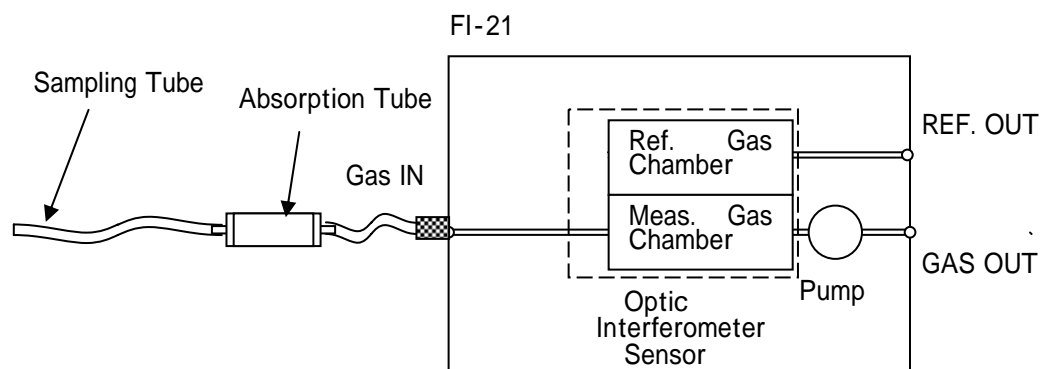 FI-21
Sampling Tube
Absorption Tube
Gas IN
Ref. Gas
Chamber
Meas. Gas
Chamber
REF. OUT
GAS OUT
Pump
Optic
Interferometer
Sensor